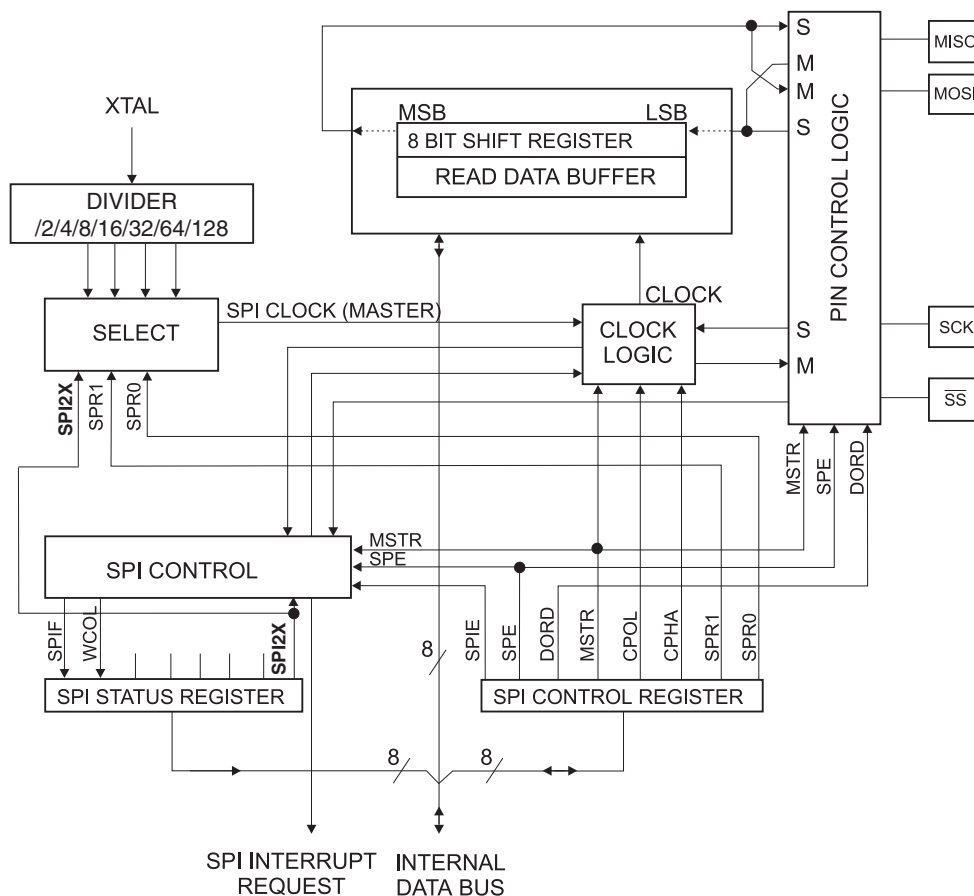 S
MISO
M
M
MOSI
S
PIN CONTROL LOGIC
XTAL
MSB
LSB
8 BIT SHIFT REGISTER
READ DATA BUFFER
DIVIDER
/2/4/8/16/32/64/128
SPI CLOCK (MASTER)
CLOCK
SELECT
CLOCK
LOGIC
S
M
SCK
SS
SPI2X
SPR1
SPR0
MSTR
SPE
DORD
MSTR
SPE
SPI CONTROL
SPIF
WCOL
SPI2X
SPIE
SPE
DORD
MSTR
CPOL
CPHA
SPR1
SPR0
8
SPI STATUS REGISTER
SPI CONTROL REGISTER
8
8
SPI INTERRUPT
REQUEST
INTERNAL
DATA BUS